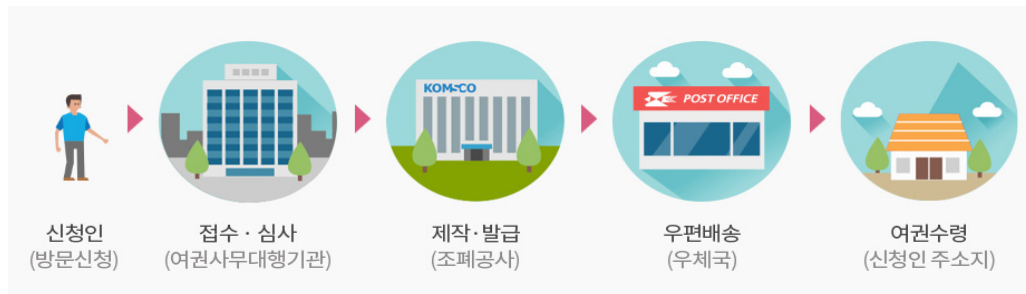 KOMSCO
POST OFFICE
신청인
(방문신청)
접수 · 심사
(여권사무대행기관)
제작·발급
(조폐공사)
우편배송
(우체국)
여권수령
(신청인 주소지)